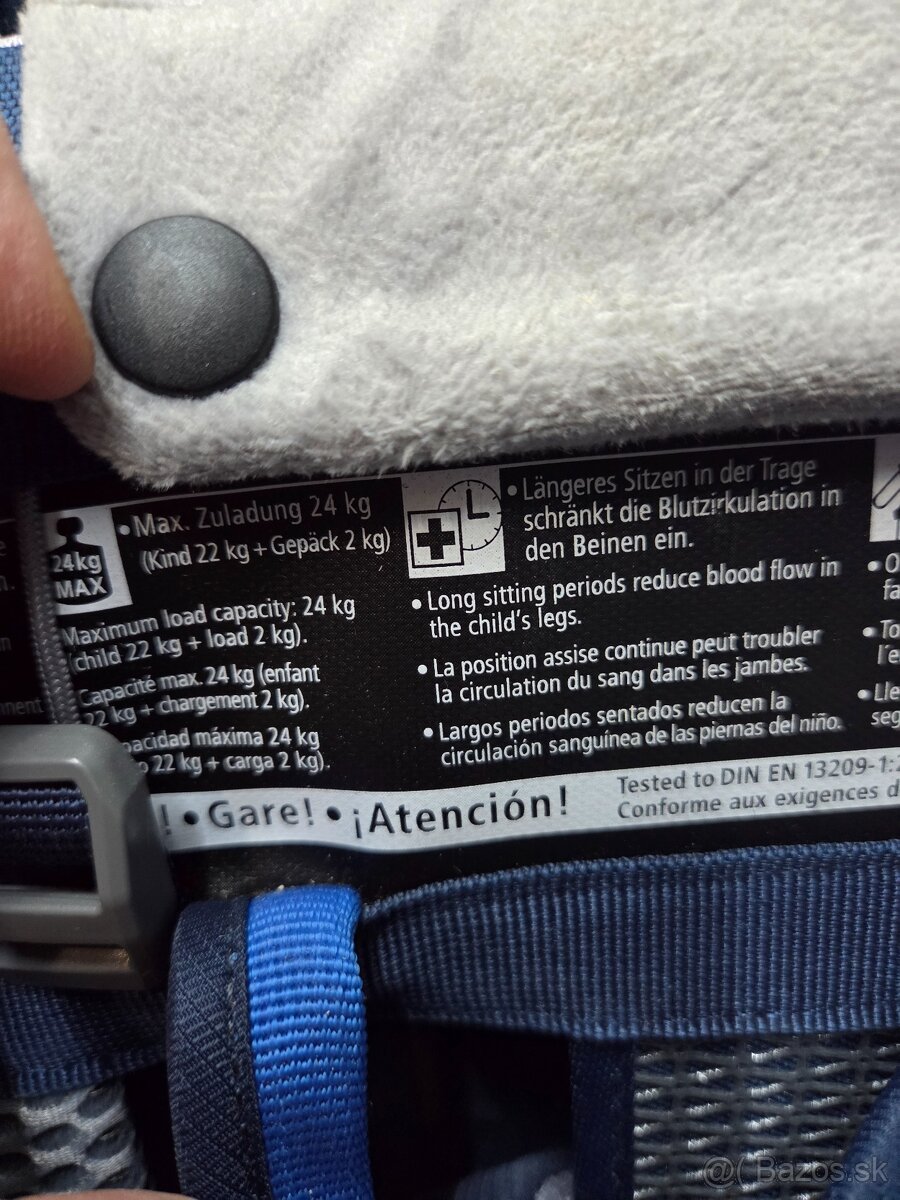 24kg
MAX
• Max. Zuladung 24 kg
(Kind 22 kg + Gepäck 2 kg)
Maximum load capacity: 24 kg
(child 22 kg + load 2 kg).
Capacité max. 24 kg (enfant
22 kg + chargement 2 kg).
máxima 24 kg
22 kg + carga 2 kg).
• Längeres Sitzen in der Trage
schränkt die Blutzirkulation in
den Beinen ein.
• Long sitting periods reduce blood flow in
the child's legs.
• La position assise continue peut troubler
la circulation du sang dans les jambes.
• Largos periodos sentados reducen la
circulación sanguínea de las piernas del niño.
! • Gare! • ¡Atención!
Tested to DIN EN 13209-1:2
Conforme aux exigences d
@( Bazos.sk